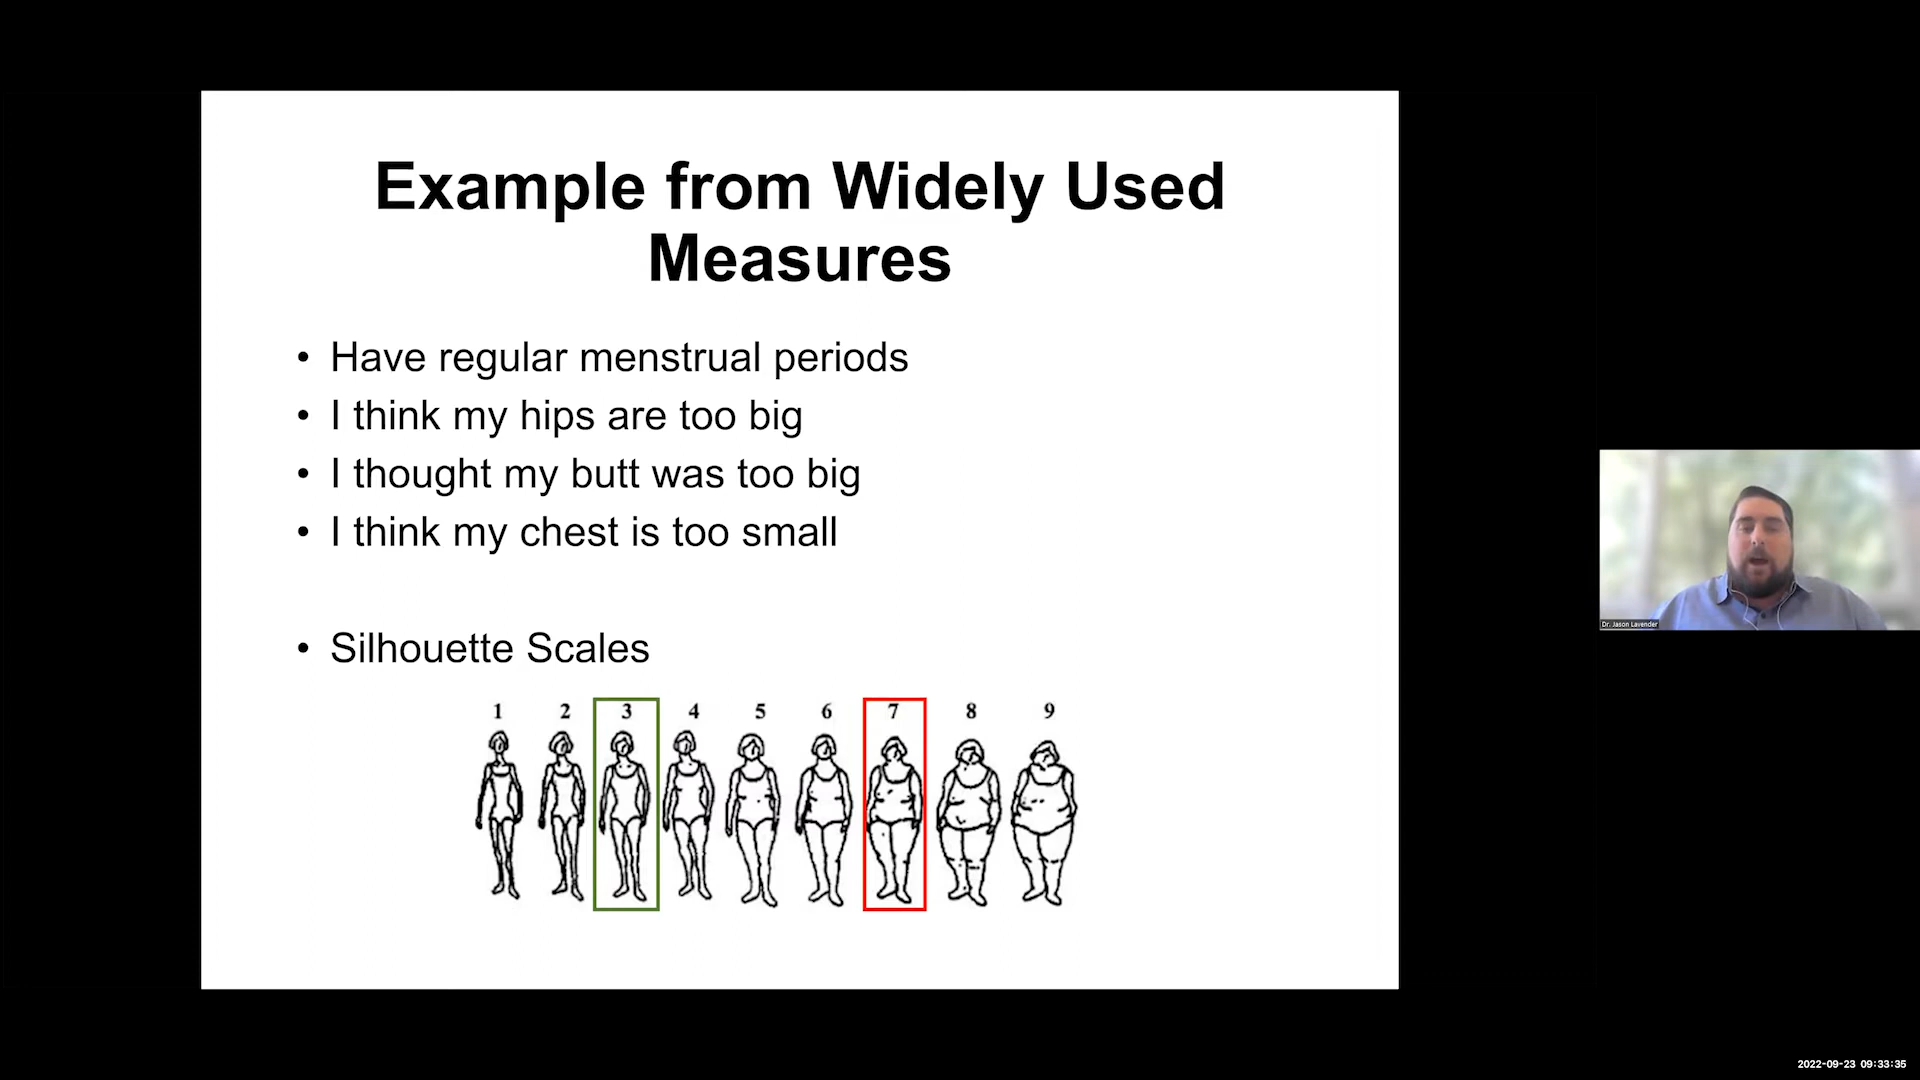 Example from Widely Used
Measures
• Have regular menstrual periods
• I think my hips are too big
• I thought my butt was too big
• I think my chest is too small
• Silhouette Scales
1 2 3 4 5 6 7 8 9
Dr. Jason Lavender
2022-09-23 09:33:35